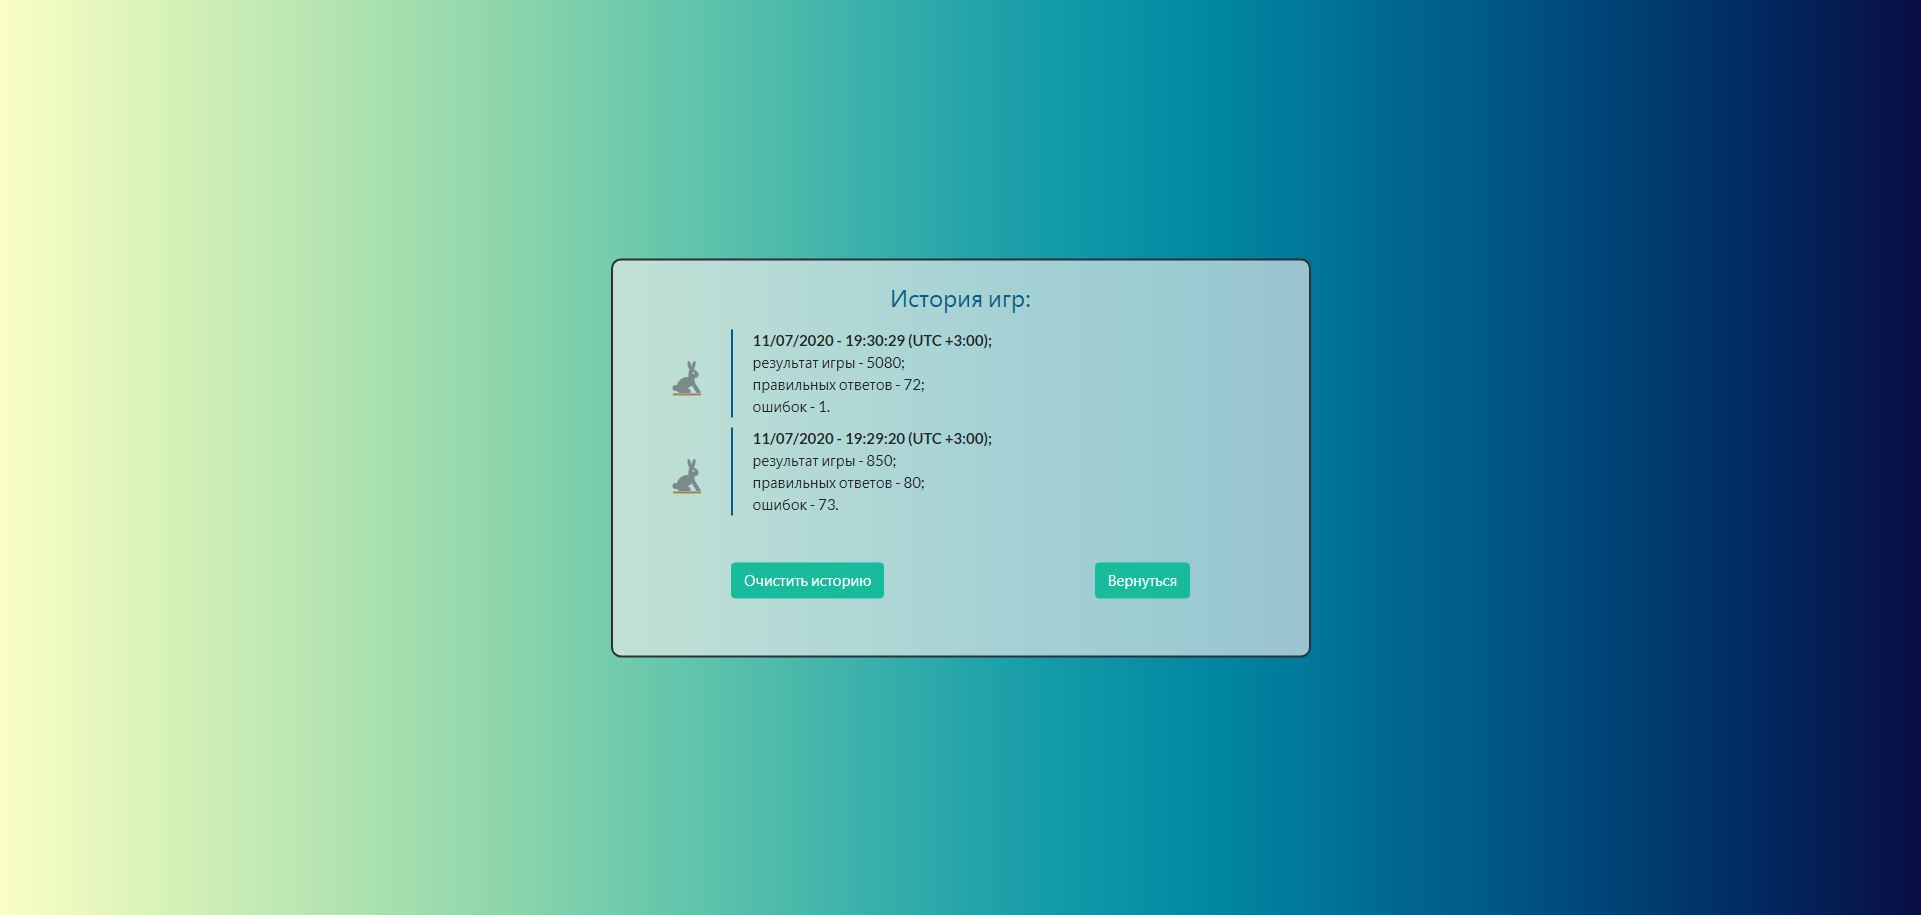 История игр:
11/07/2020 - 19:30:29 (UTC +3:00);
результат игры - 5080;
правильных ответов - 72;
ошибок - 1.
11/07/2020 - 19:29:20 (UTC +3:00);
результат игры - 850;
правильных ответов - 80;
ошибок - 73.
Очистить историю
Вернуться